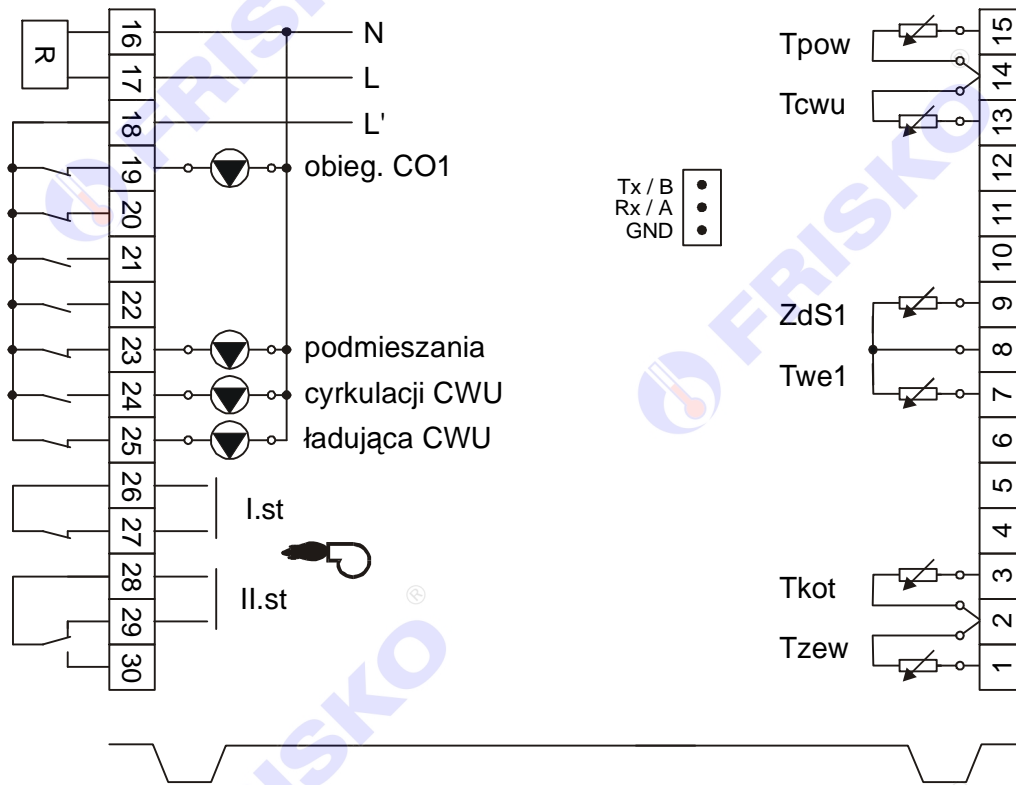 R
16
17
18
19
20
21
22
23
24
25
26
27
28
29
30
N
L
L'
obieg. CO1
podmieszania
cyrkulacji CWU
ładująca CWU
I.st
II.st
Tx / B
Rx / A
GND
Tpow
Tcwu
ZdS1
Twe1
Tkot
Tzew
15
14
13
12
11
10
9
8
7
6
5
4
3
2
1
FRISKO
FRISKO ®
FRISKO ®